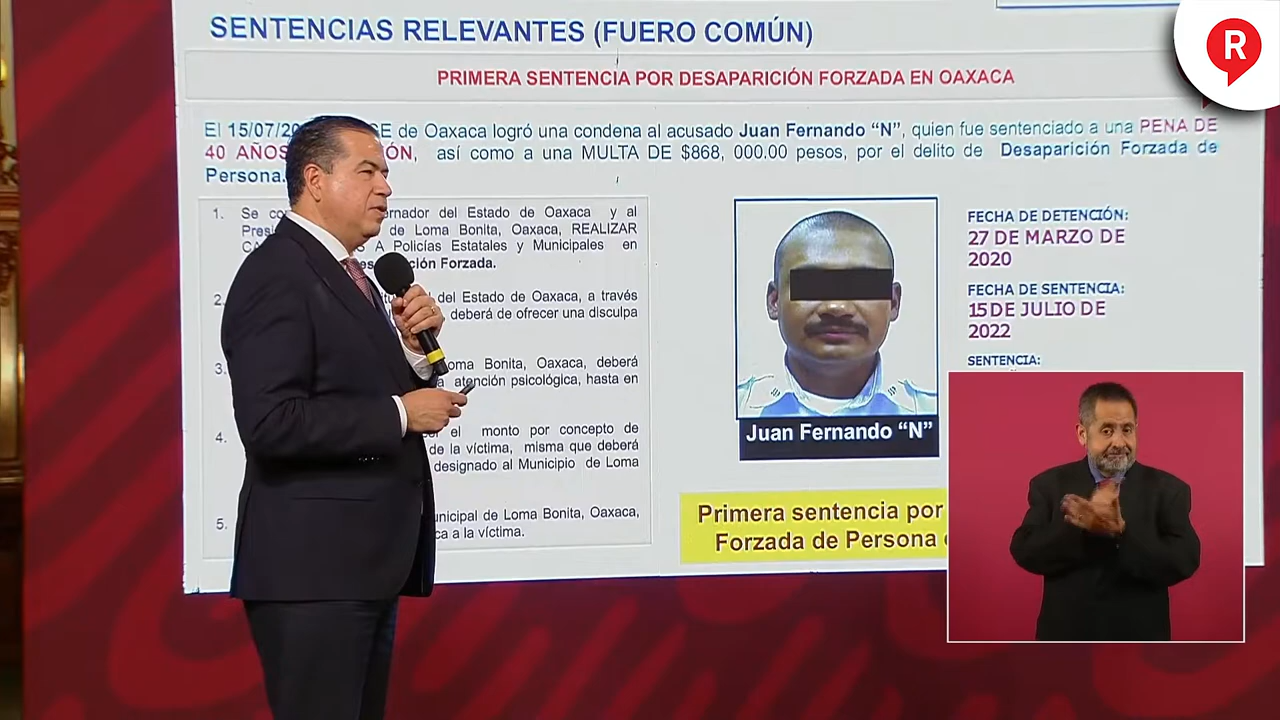 SENTENCIAS RELEVANTES (FUERO COMÚN)
PRIMERA SENTENCIA POR DESAPARICIÓN FORZADA EN OAXACA
El 15/07/20 GE de Oaxaca logró una condena al acusado Juan Fernando “N”, quien fue sentenciado a una PENA DE
40 AÑOS ÓN, así como a una MULTA DE $868, 000.00 pesos, por el delito de Desaparición Forzada de
Persona.
1. Se co ernador del Estado de Oaxaca y al
Presi de Loma Bonita, Oaxaca, REALIZAR
CA S A Policías Estatales y Municipales en
ción Forzada.
2. del Estado de Oaxaca, a través
deberá de ofrecer una disculpa
3. oma Bonita, Oaxaca, deberá
a atención psicológica, hasta en
4. el monto por concepto de
de la víctima, misma que deberá
designado al Municipio de Loma
5. unicipal de Loma Bonita, Oaxaca,
ca a la víctima.
Juan Fernando “N”
FECHA DE DETENCIÓN:
27 DE MARZO DE
2020
FECHA DE SENTENCIA:
15 DE JULIO DE
2022
SENTENCIA:
Primera sentencia por
Forzada de Persona
R